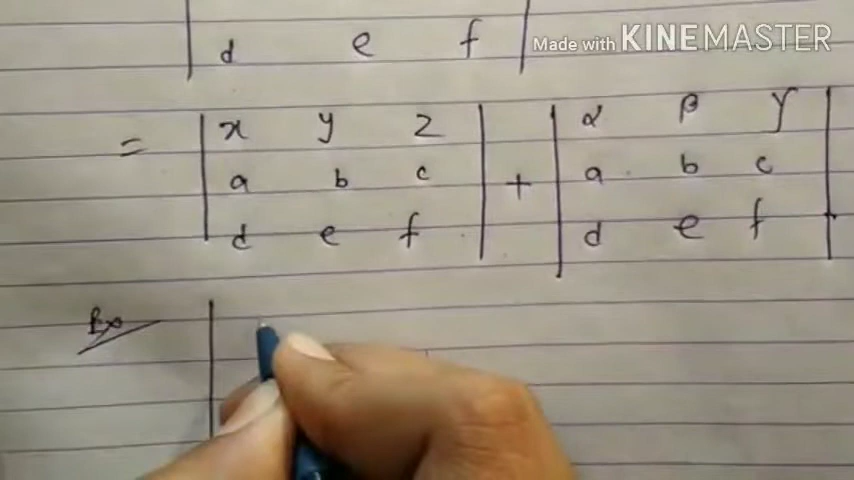 d e f
Made with KINEMASTER
= | x y z | + | α β γ |
| a b c | | a b c |
| d e f | | d e f |
Ex |